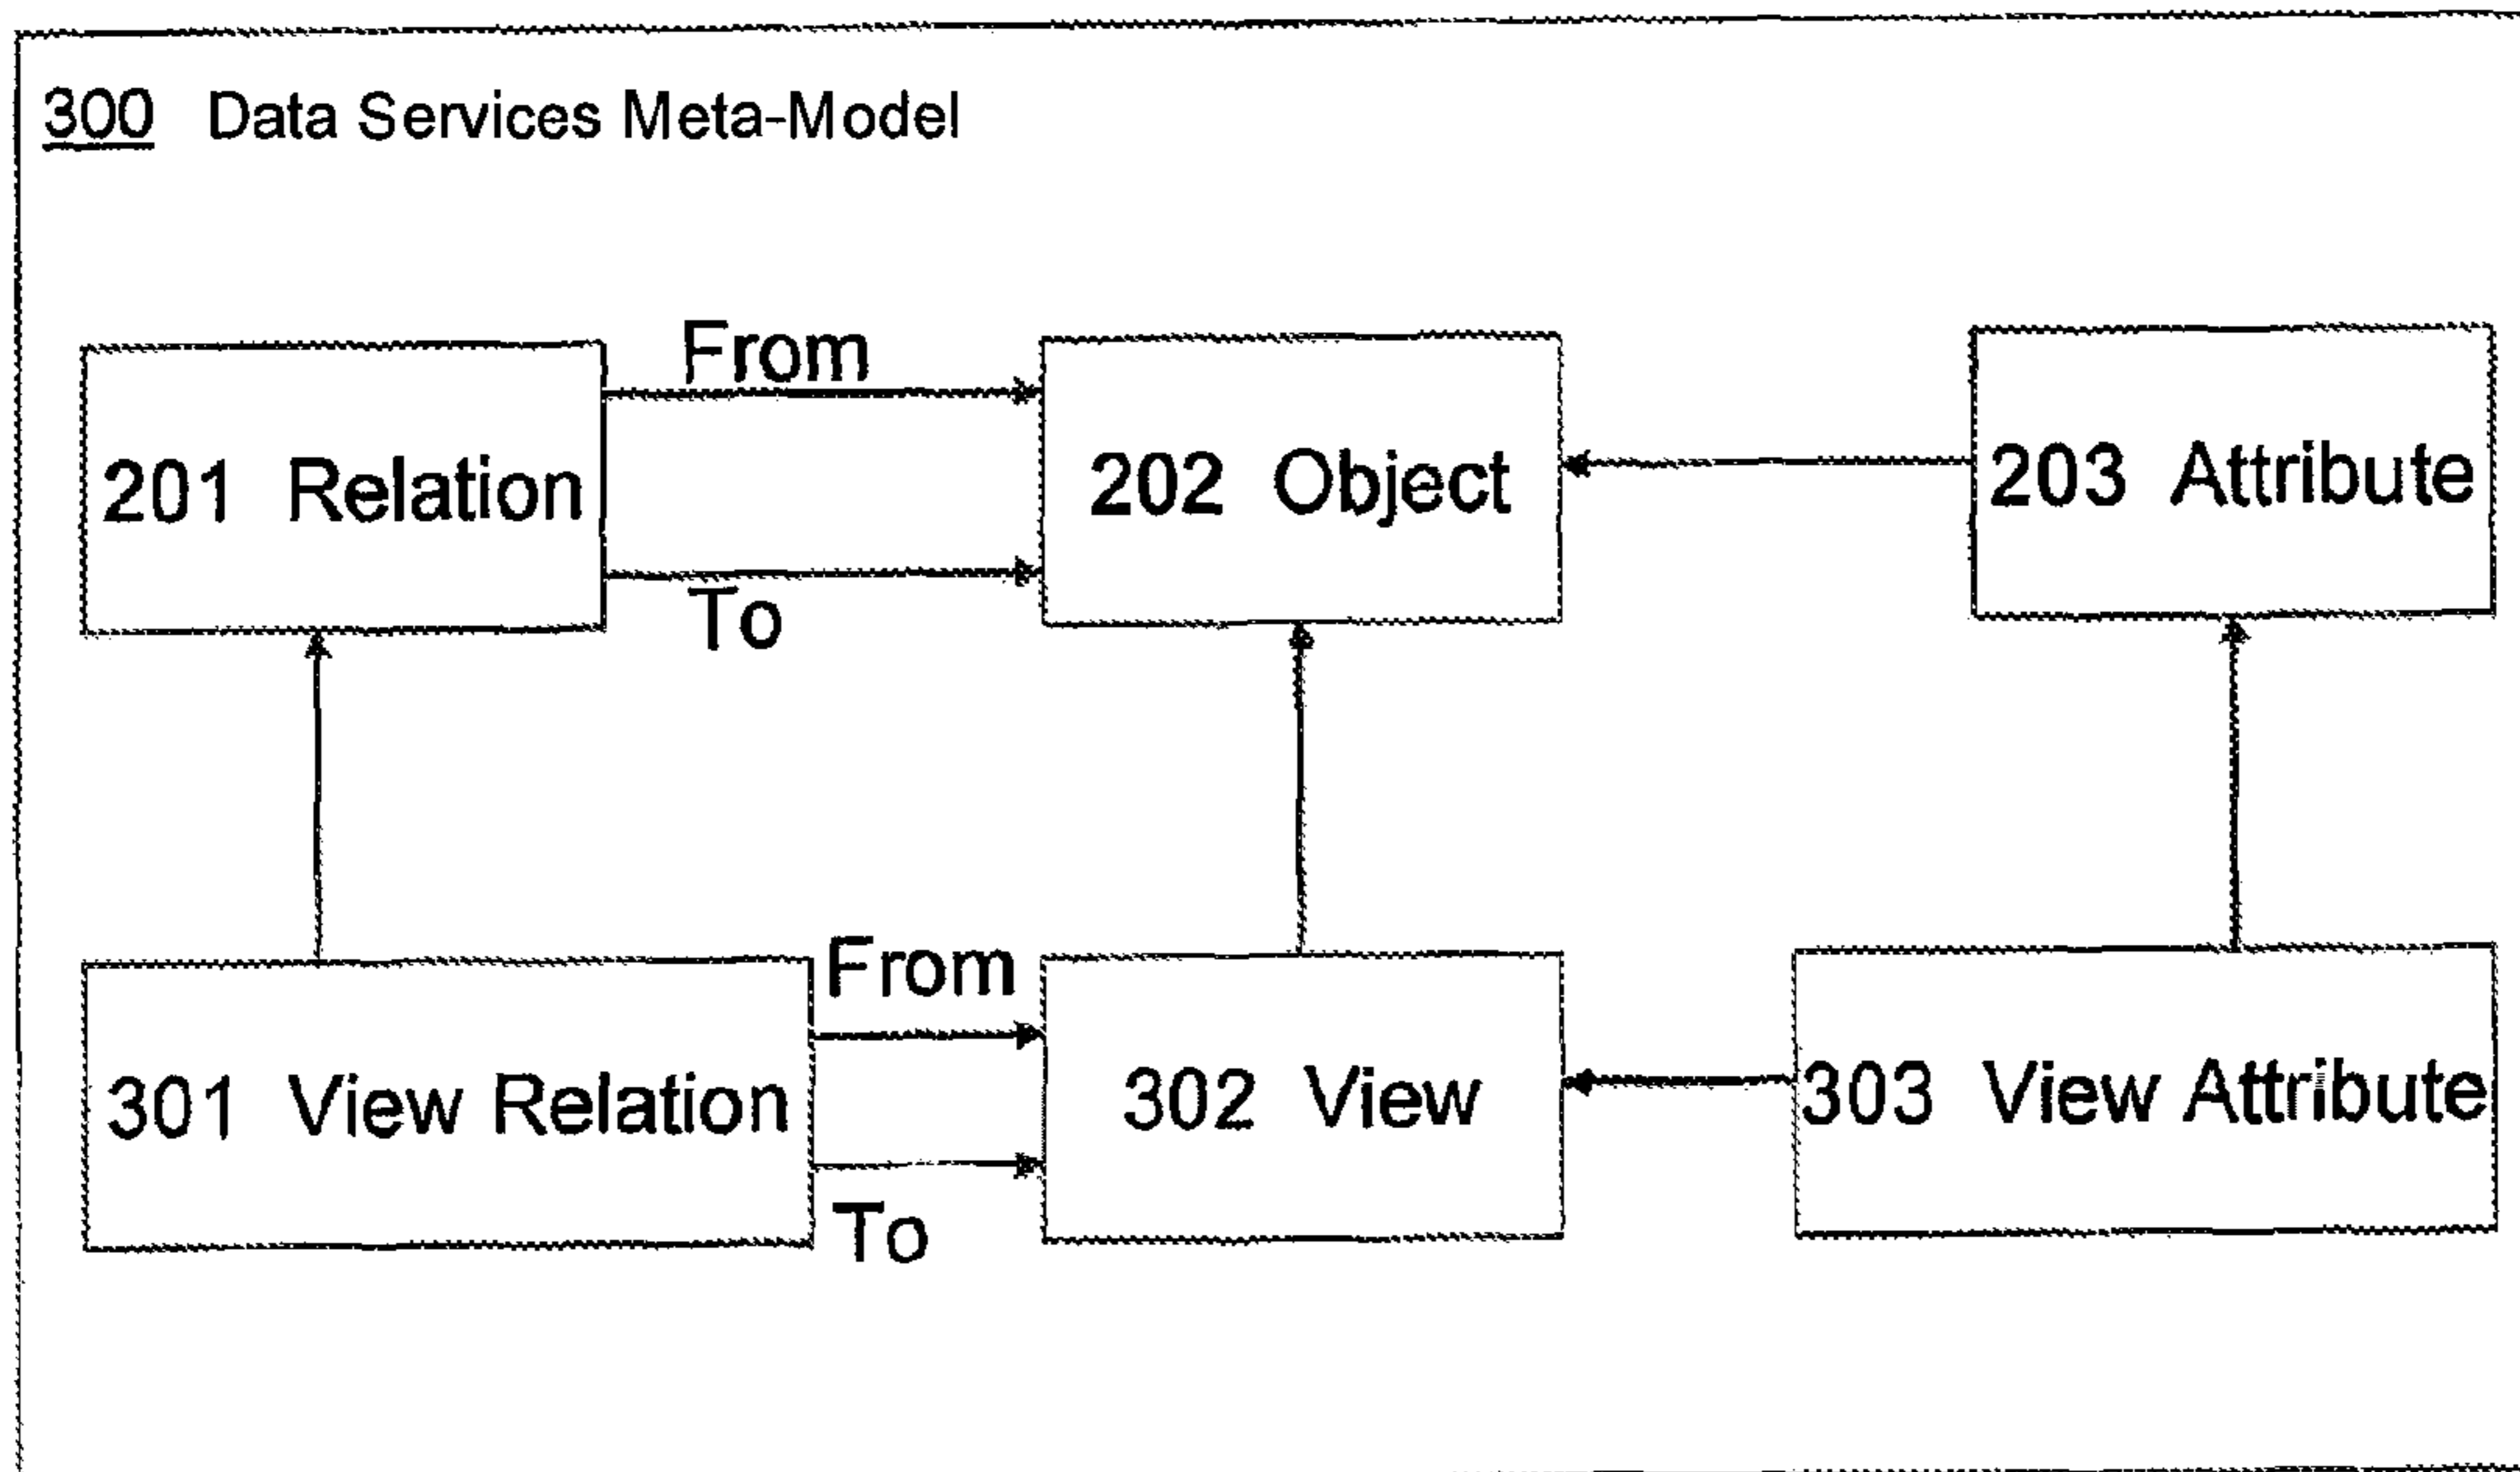 300 Data Services Meta-Model
From
201 Relation
202 Object
203 Attribute
To
From
301 View Relation
302 View
303 View Attribute
To